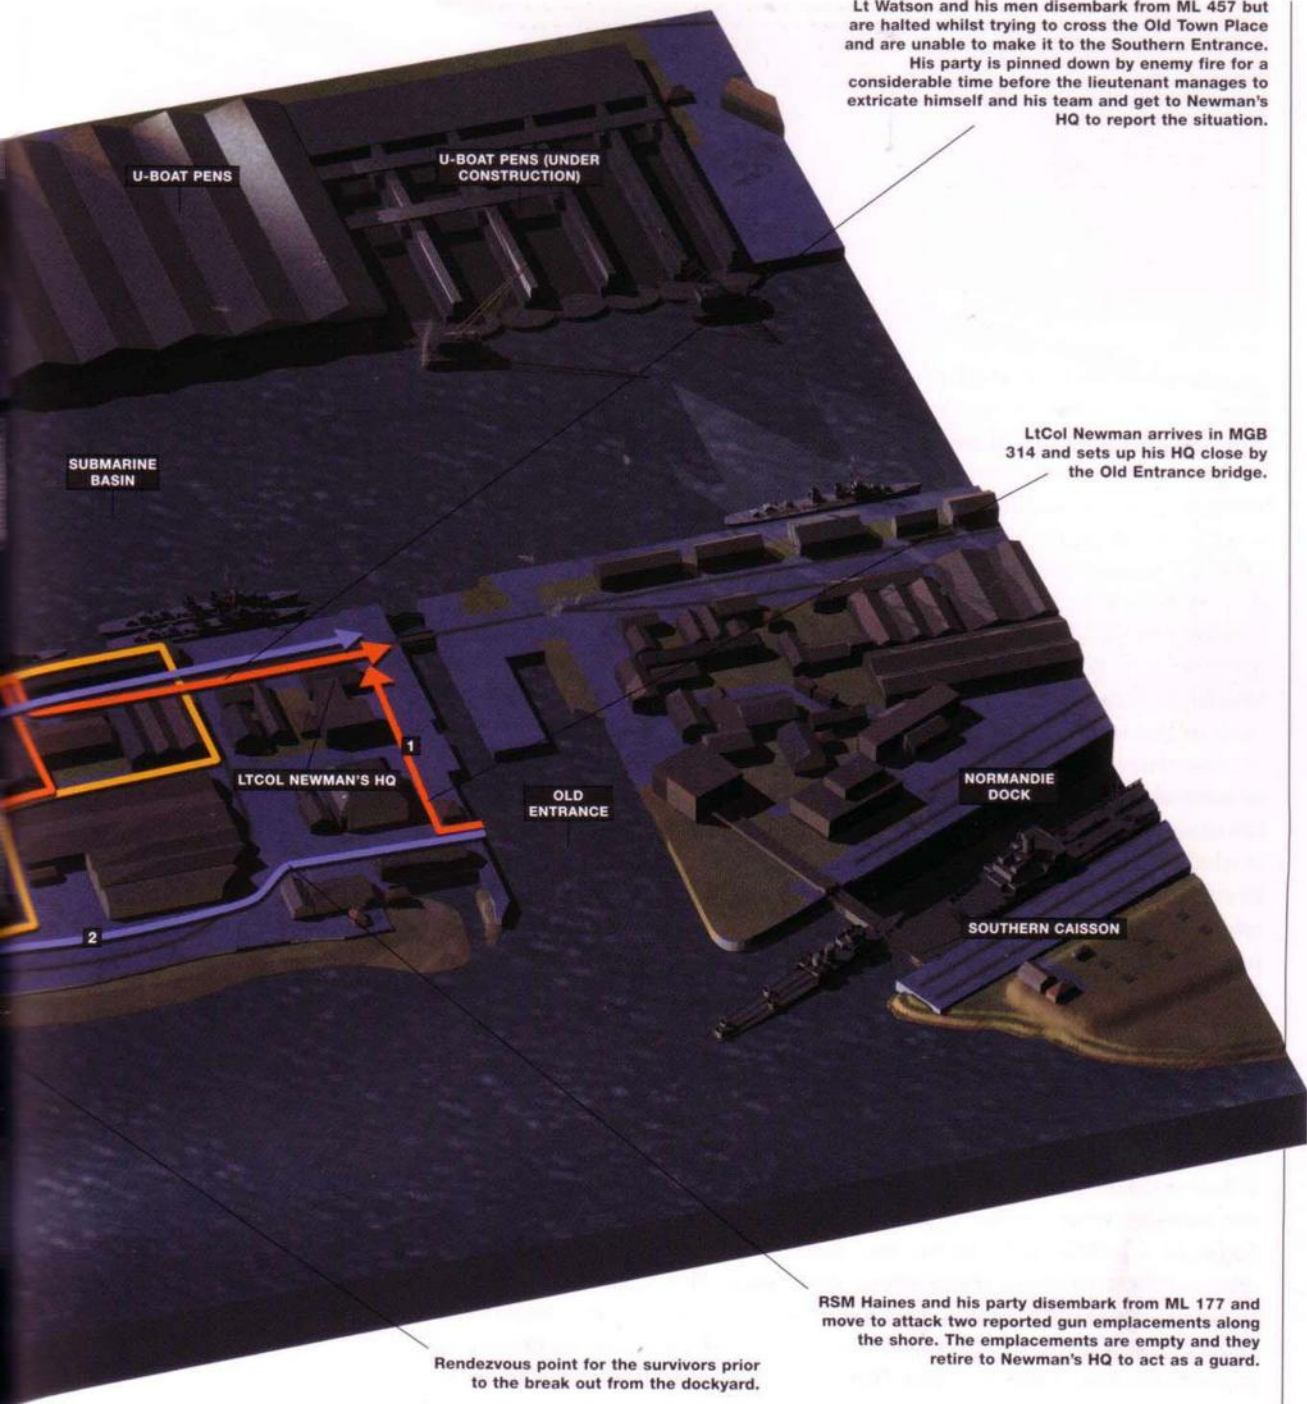 Lt Watson and his men disembark from ML 457 but
are halted whilst trying to cross the Old Town Place
and are unable to make it to the Southern Entrance.
His party is pinned down by enemy fire for a
considerable time before the lieutenant manages to
extricate himself and his team and get to Newman's
HQ to report the situation.
U-BOAT PENS
U-BOAT PENS (UNDER
CONSTRUCTION)
LtCol Newman arrives in MGB
314 and sets up his HQ close by
the Old Entrance bridge.
SUBMARINE
BASIN
1
LTCOL NEWMAN'S HQ
OLD
ENTRANCE
NORMANDIE
DOCK
2
SOUTHERN CAISSON
RSM Haines and his party disembark from ML 177 and
move to attack two reported gun emplacements along
the shore. The emplacements are empty and they
retire to Newman's HQ to act as a guard.
Rendezvous point for the survivors prior
to the break out from the dockyard.